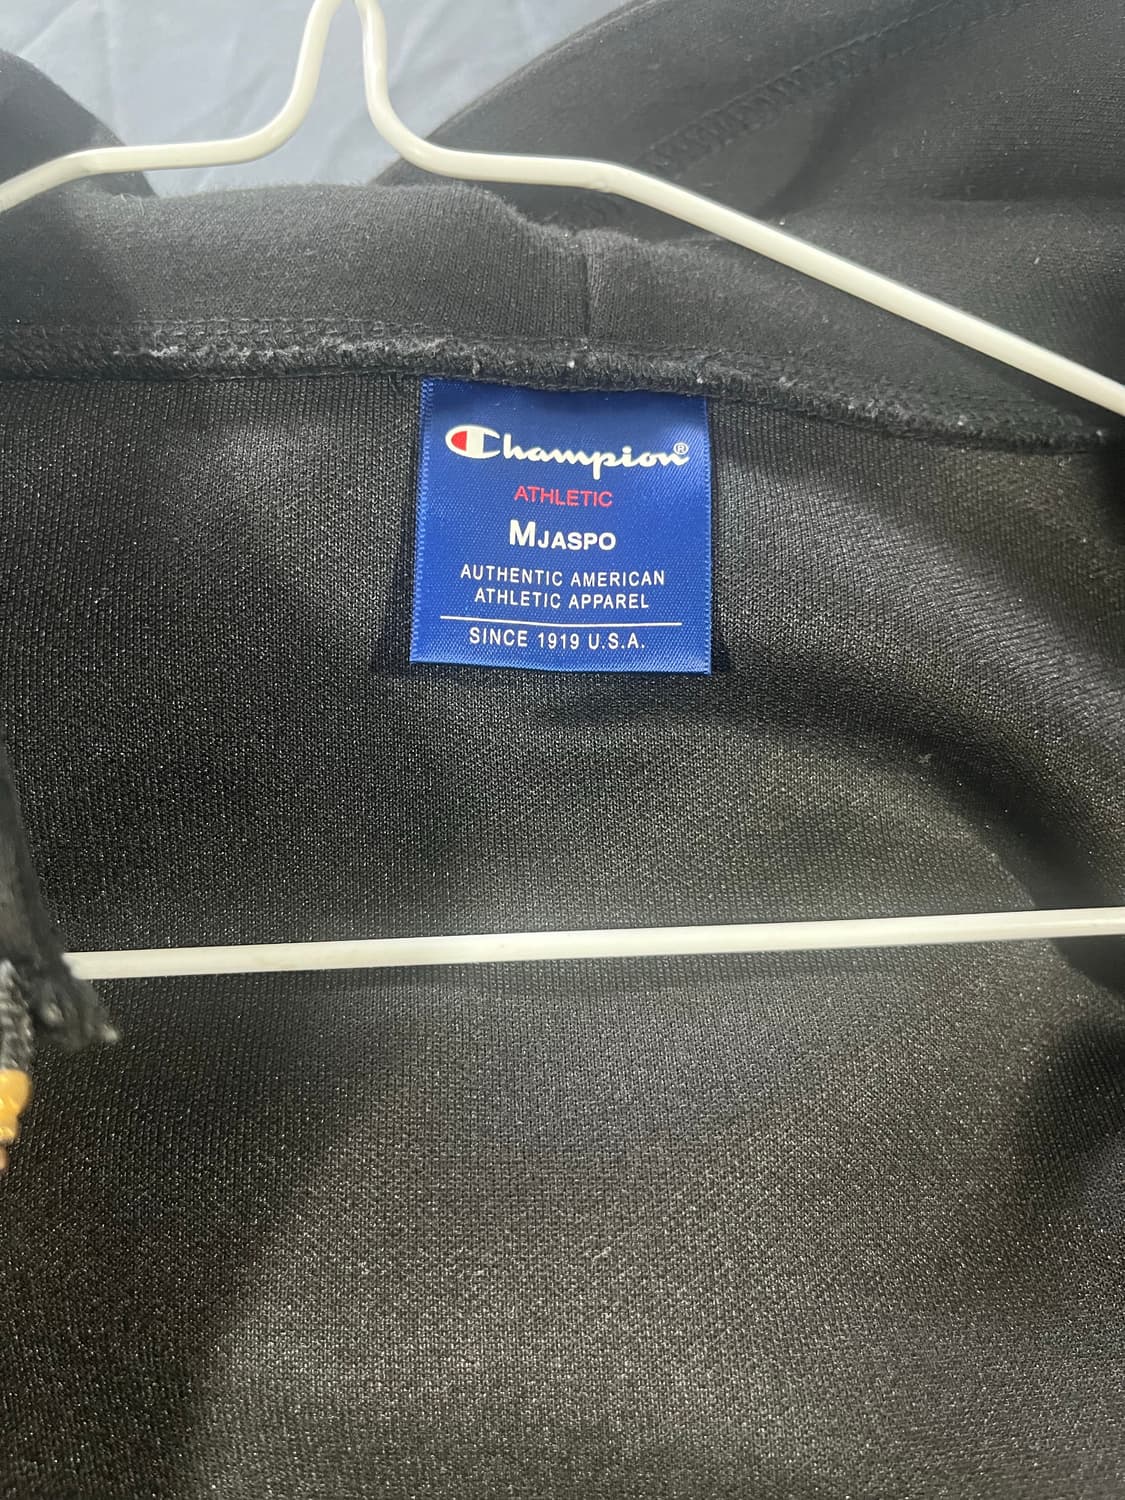 Champion®
ATHLETIC
MJASPO
AUTHENTIC AMERICAN
ATHLETIC APPAREL
SINCE 1919 U.S.A.